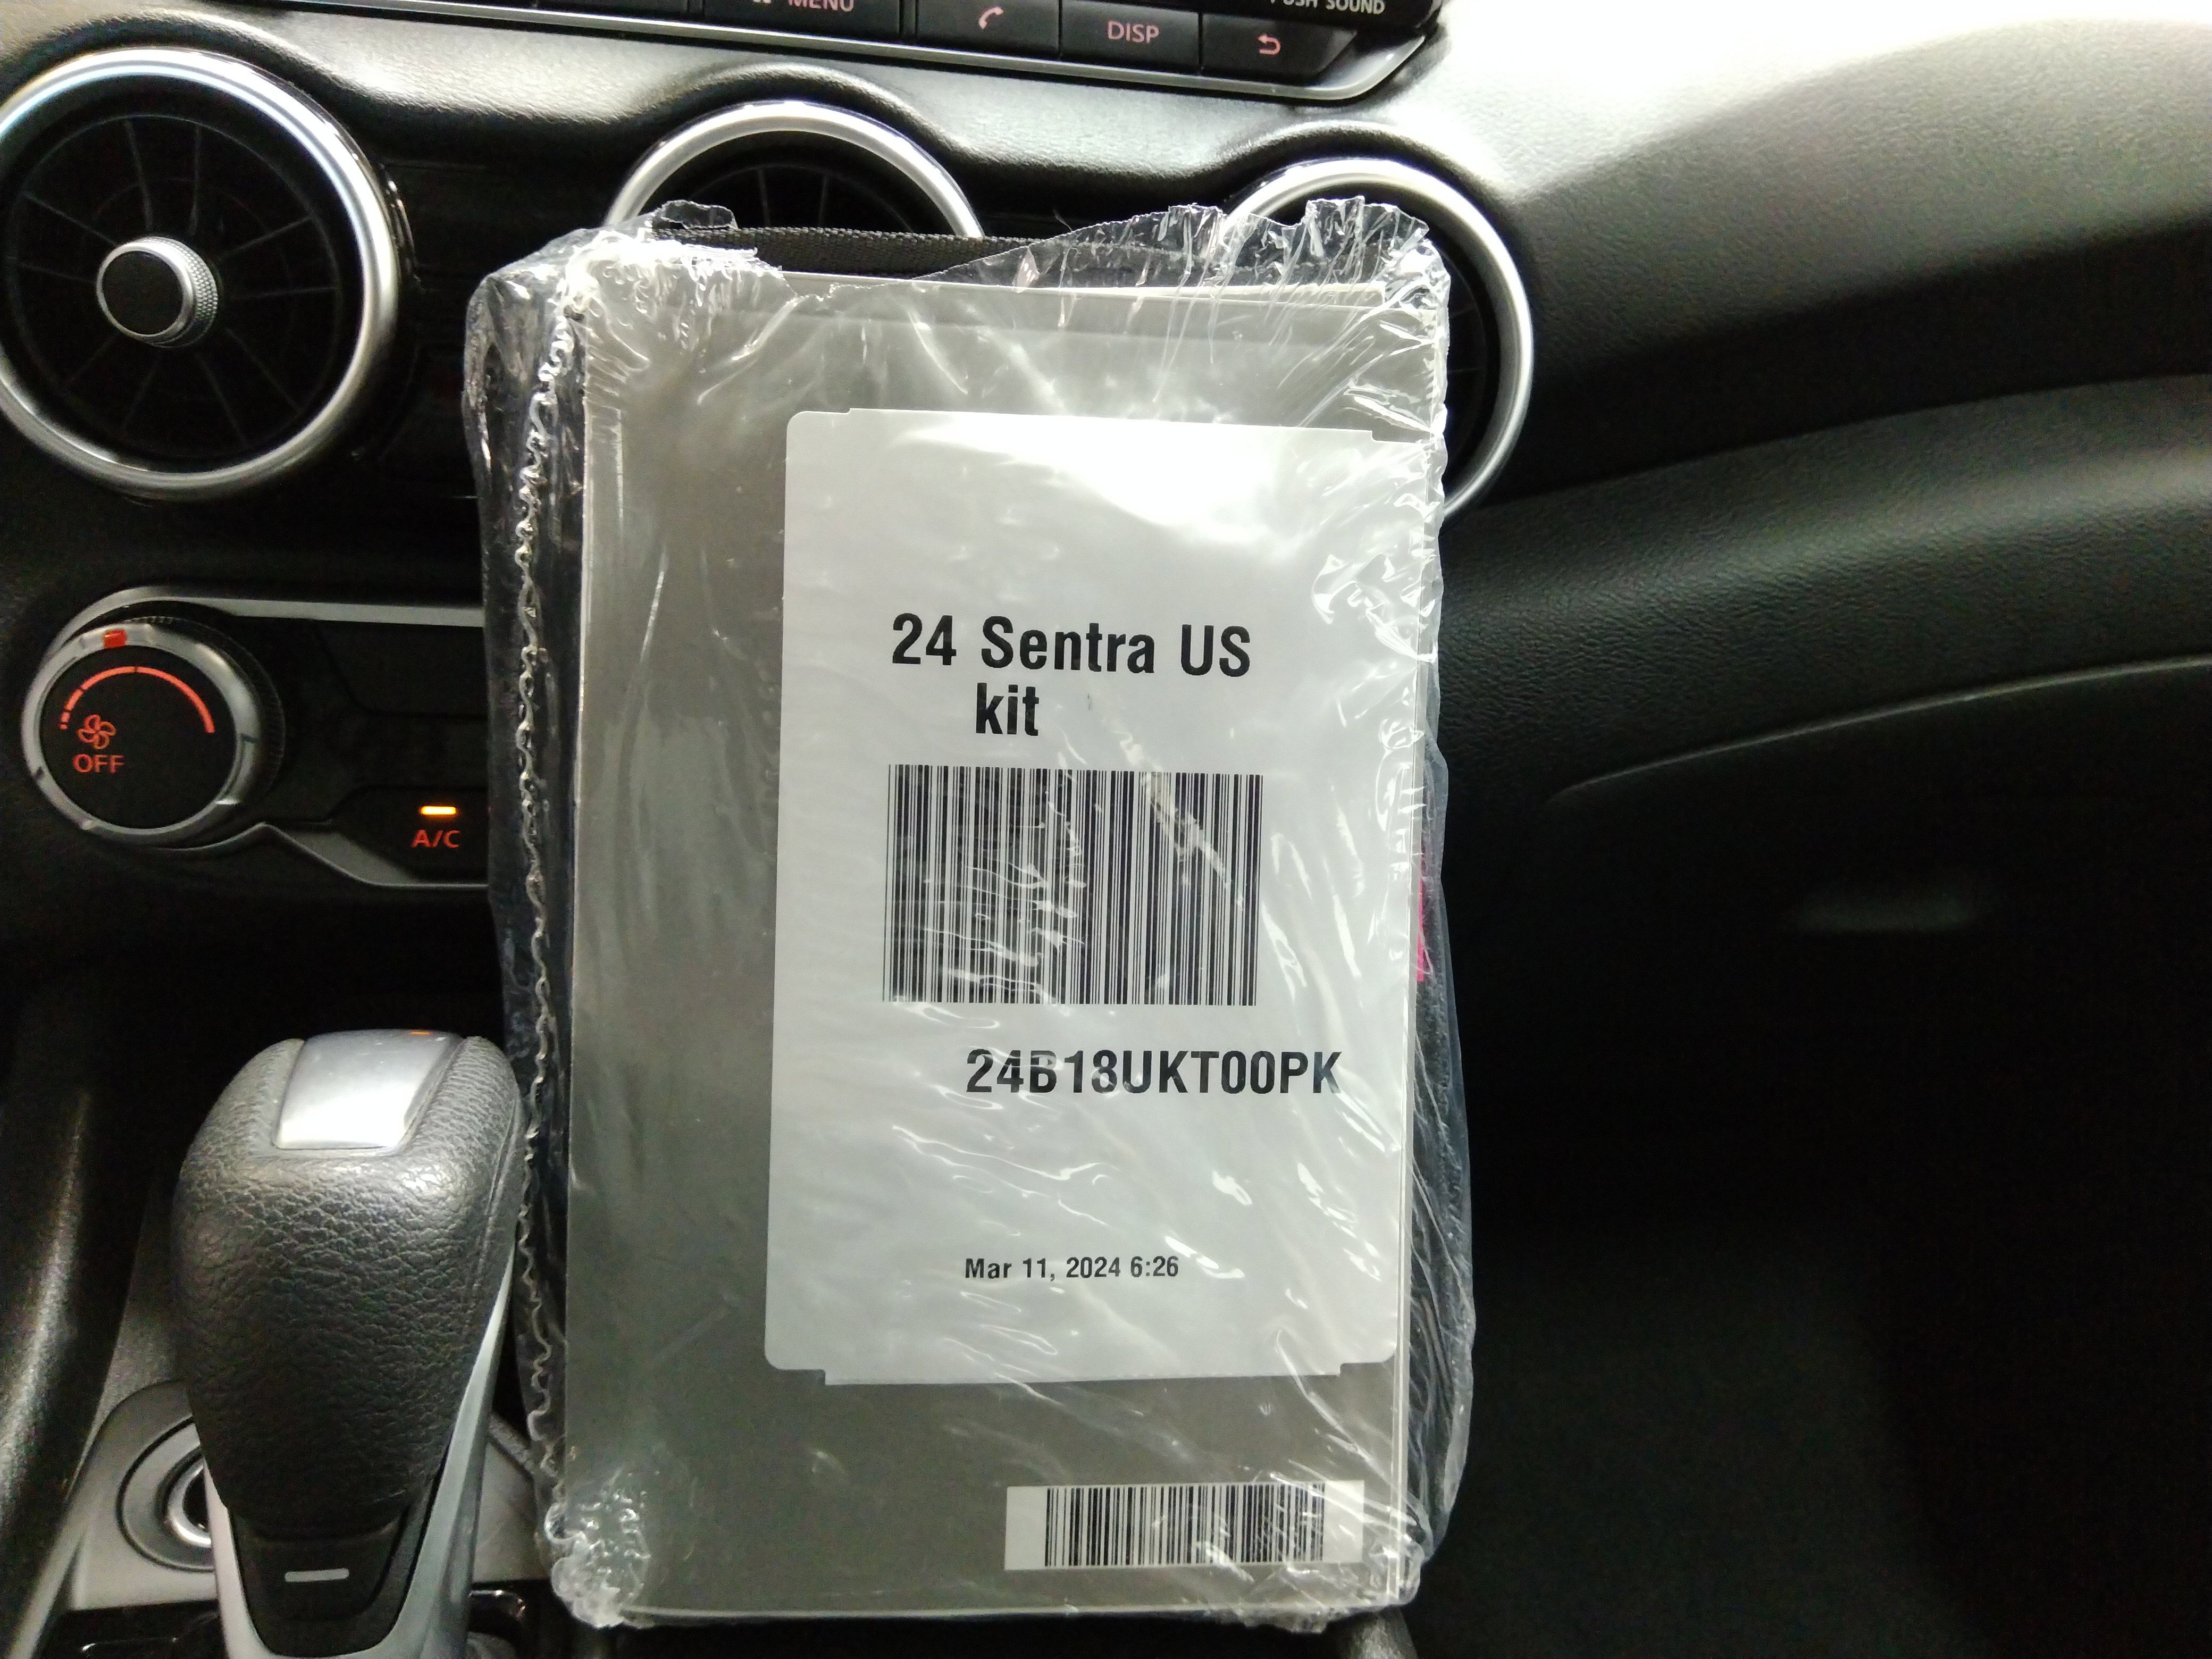 MENU
PUSH SOUND
DISP
24 Sentra US
kit
OFF
A/C
24B18UKT00PK
Mar 11, 2024 6:26